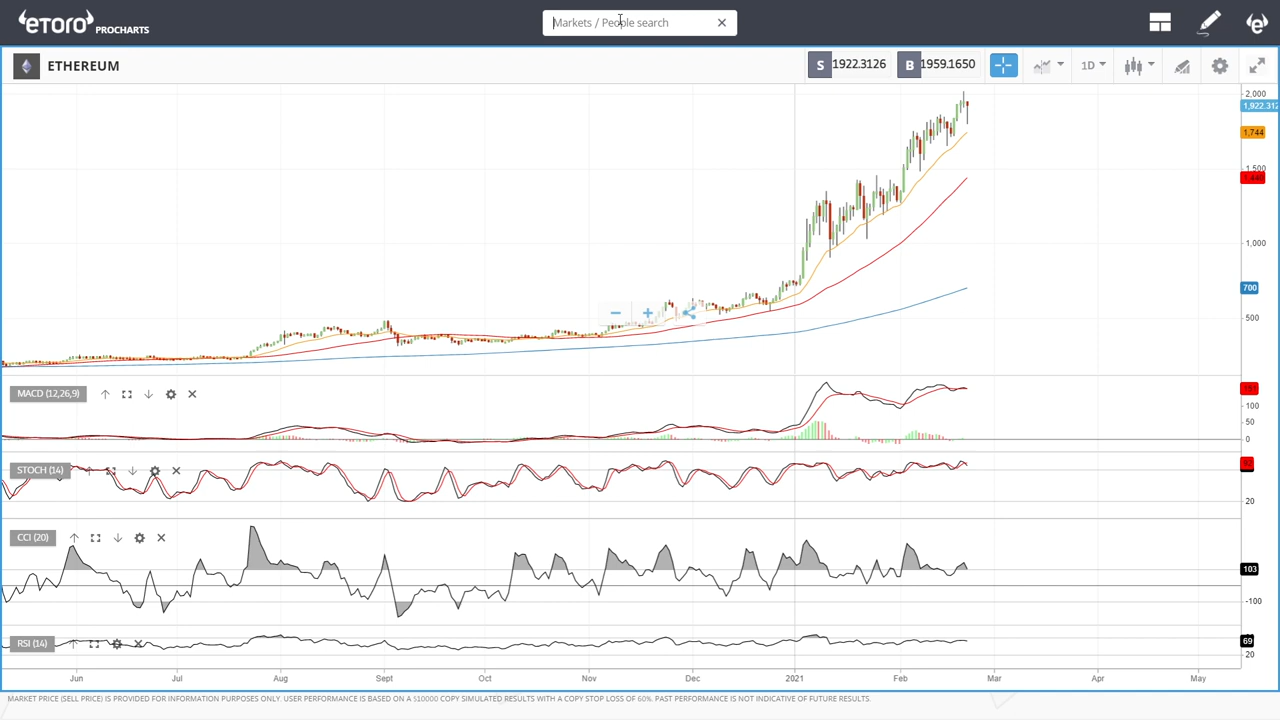 eToro PROCHARTS
Markets / People search
ETHEREUM
S 1922.3126
B 1959.1650
1D
2,000
1,922.312
1,744
1,500
1,000
700
500
MACD (12,26,9)
100
50
0
STOCH (14)
20
CCI (20)
103
-100
RSI (14)
69
20
Jun Jul Aug Sept Oct Nov Dec 2021 Feb Mar Apr May
MARKET PRICE (SELL PRICE) IS PROVIDED FOR INFORMATION PURPOSES ONLY. USER PERFORMANCE IS BASED ON A $10000 COPY SIMULATED RESULTS WITH A COPY STOP LOSS OF 60%. PAST PERFORMANCE IS NOT INDICATIVE OF FUTURE RESULTS.